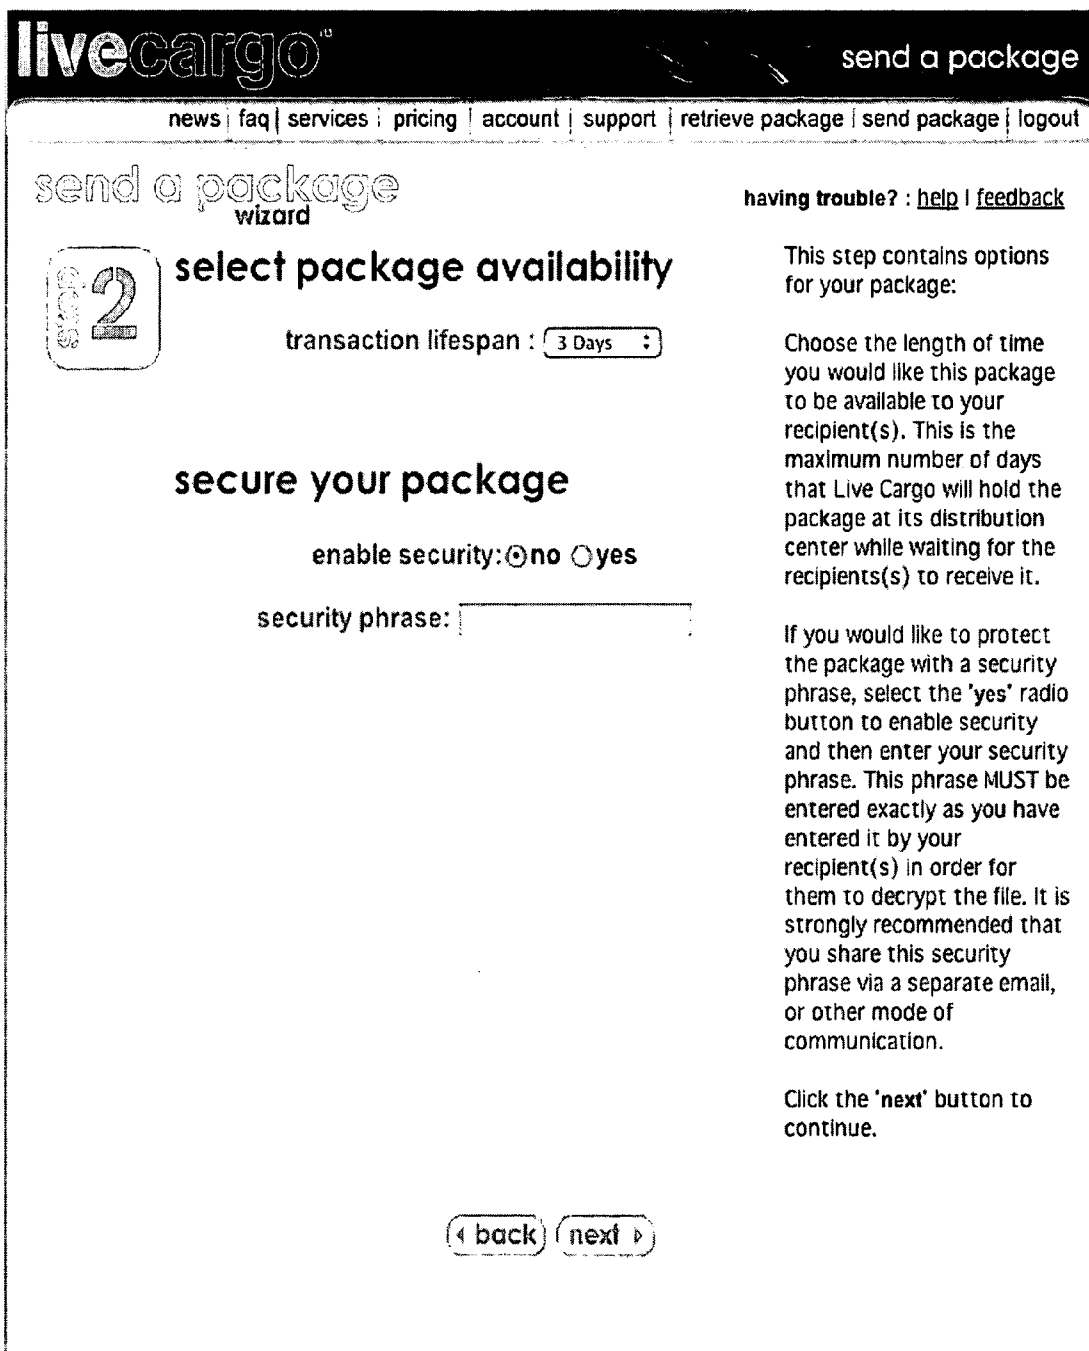 livecargo™
send a package
news | faq | services | pricing | account | support | retrieve package | send package | logout
send a package
wizard
having trouble? : help | feedback
step 2
select package availability
transaction lifespan : 3 Days
secure your package
enable security: no yes
security phrase:
This step contains options
for your package:
Choose the length of time
you would like this package
to be available to your
recipient(s). This is the
maximum number of days
that Live Cargo will hold the
package at its distribution
center while waiting for the
recipients(s) to receive it.
If you would like to protect
the package with a security
phrase, select the 'yes' radio
button to enable security
and then enter your security
phrase. This phrase MUST be
entered exactly as you have
entered it by your
recipient(s) in order for
them to decrypt the file. It is
strongly recommended that
you share this security
phrase via a separate email,
or other mode of
communication.
Click the 'next' button to
continue.
back next